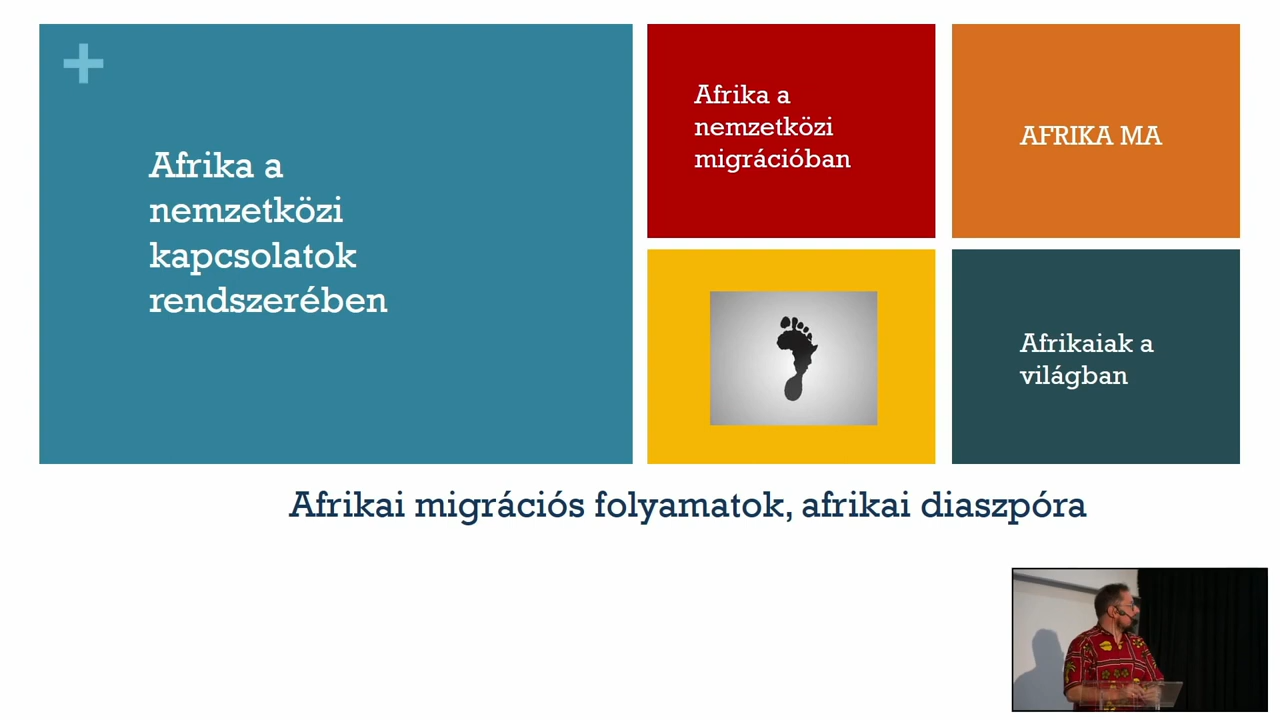 Afrika a
nemzetközi
kapcsolatok
rendszerében
Afrika a
nemzetközi
migrációban
AFRIKA MA
Afrikaiak a
világban
Afrikai migrációs folyamatok, afrikai diaszpóra